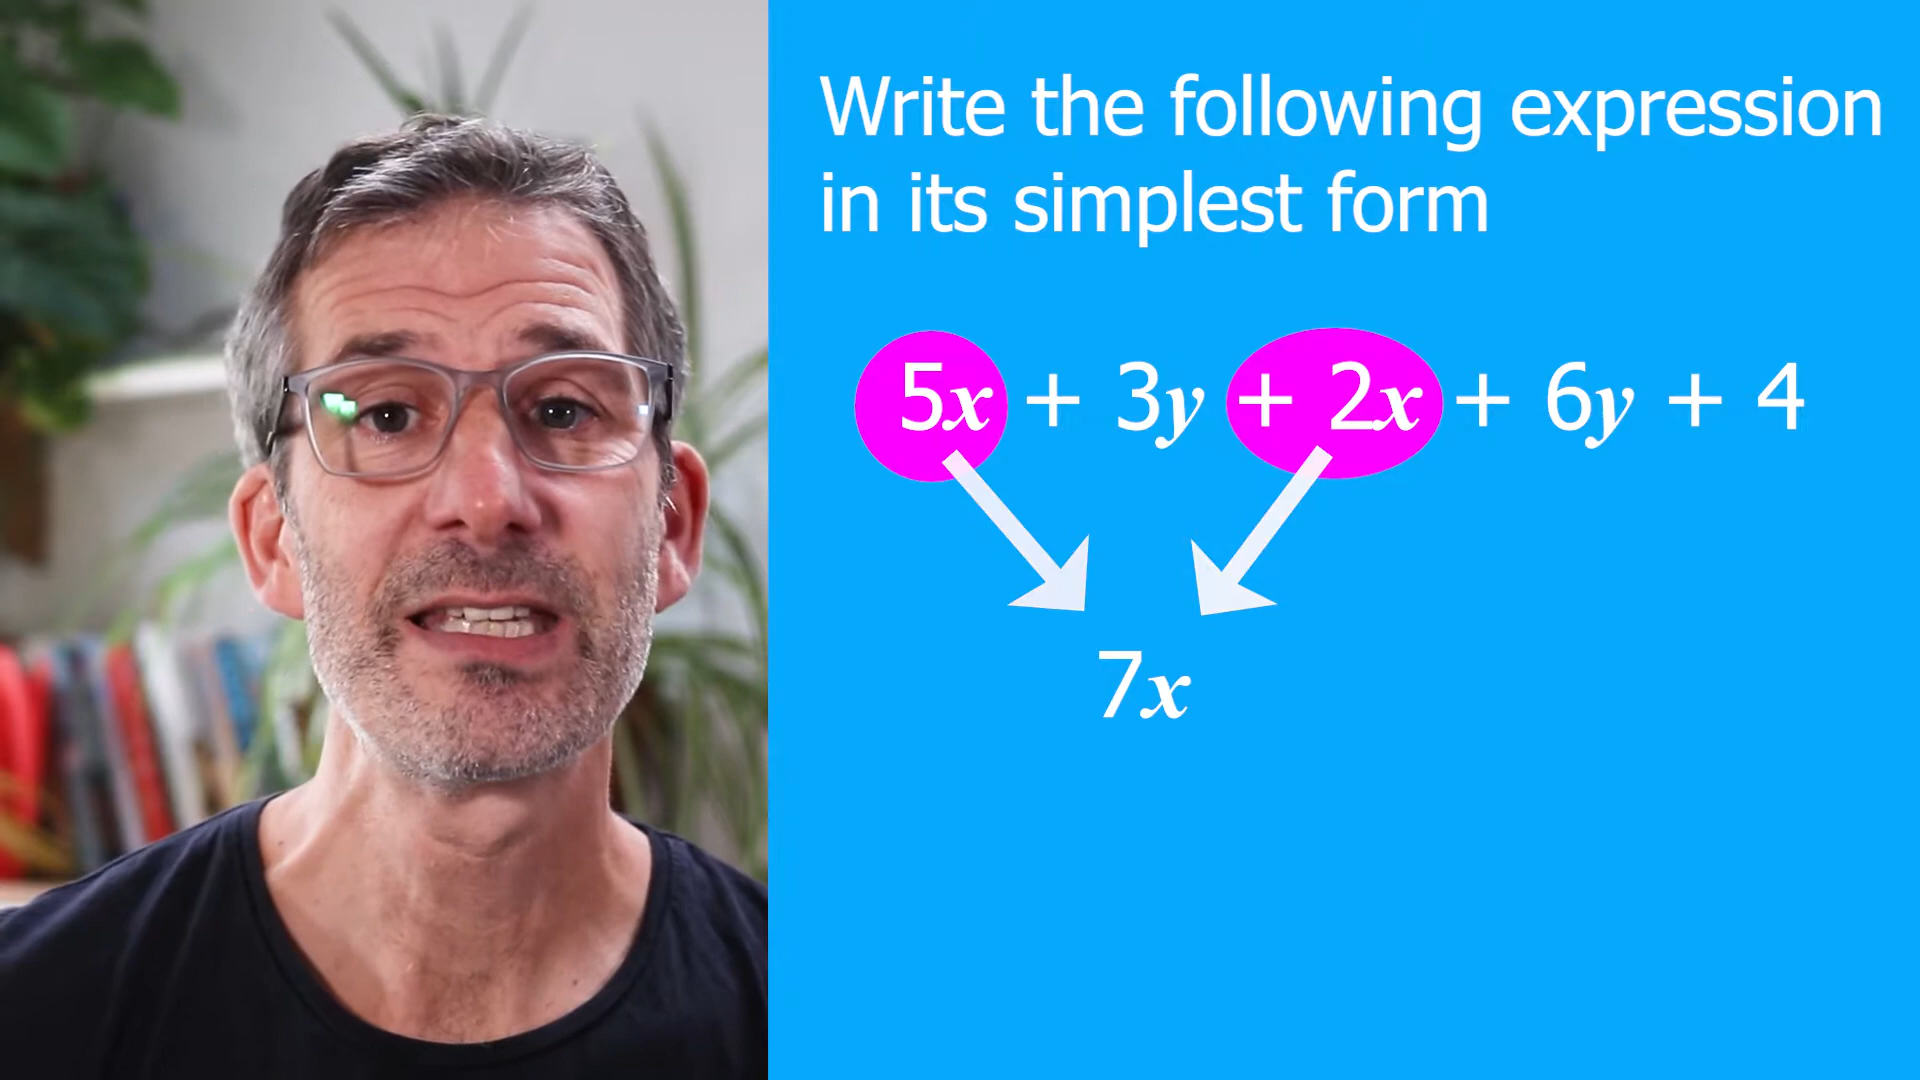 Write the following expression
in its simplest form
5x + 3y + 2x + 6y + 4
7x